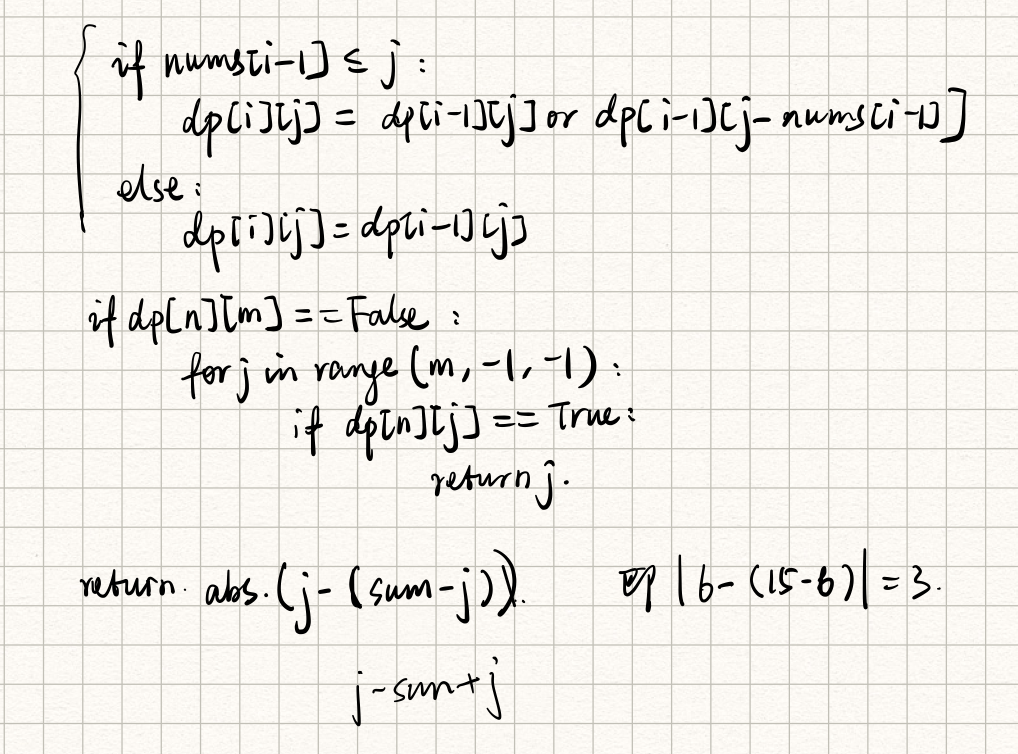 if nums[i-1] ≤ j :
dp[i][j] = dp[i-1][j] or dp[i-1][j-nums[i-1]]
else:
dp[i][j] = dp[i-1][j]
if dp[n][m] == False :
for j in range (m, -1, -1) :
if dp[n][j] == True :
return j.
return. abs.(j - (sum-j)). 即 |6-(15-6)| = 3.
j-sum+j